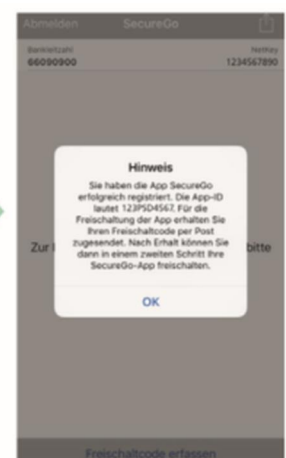 Abmelden SecureGo
Bankleitzahl NetKey
66090900 1234567890
Hinweis
Sie haben die App SecureGo
erfolgreich registriert. Die App-ID
lautet 123PSD4567. Für die
Freischaltung der App erhalten Sie
Ihren Freischaltcode per Post
zugesendet. Nach Erhalt können Sie
dann in einem zweiten Schritt Ihre
SecureGo-App freischalten.
Zur bitte
OK
Freischaltcode erfassen